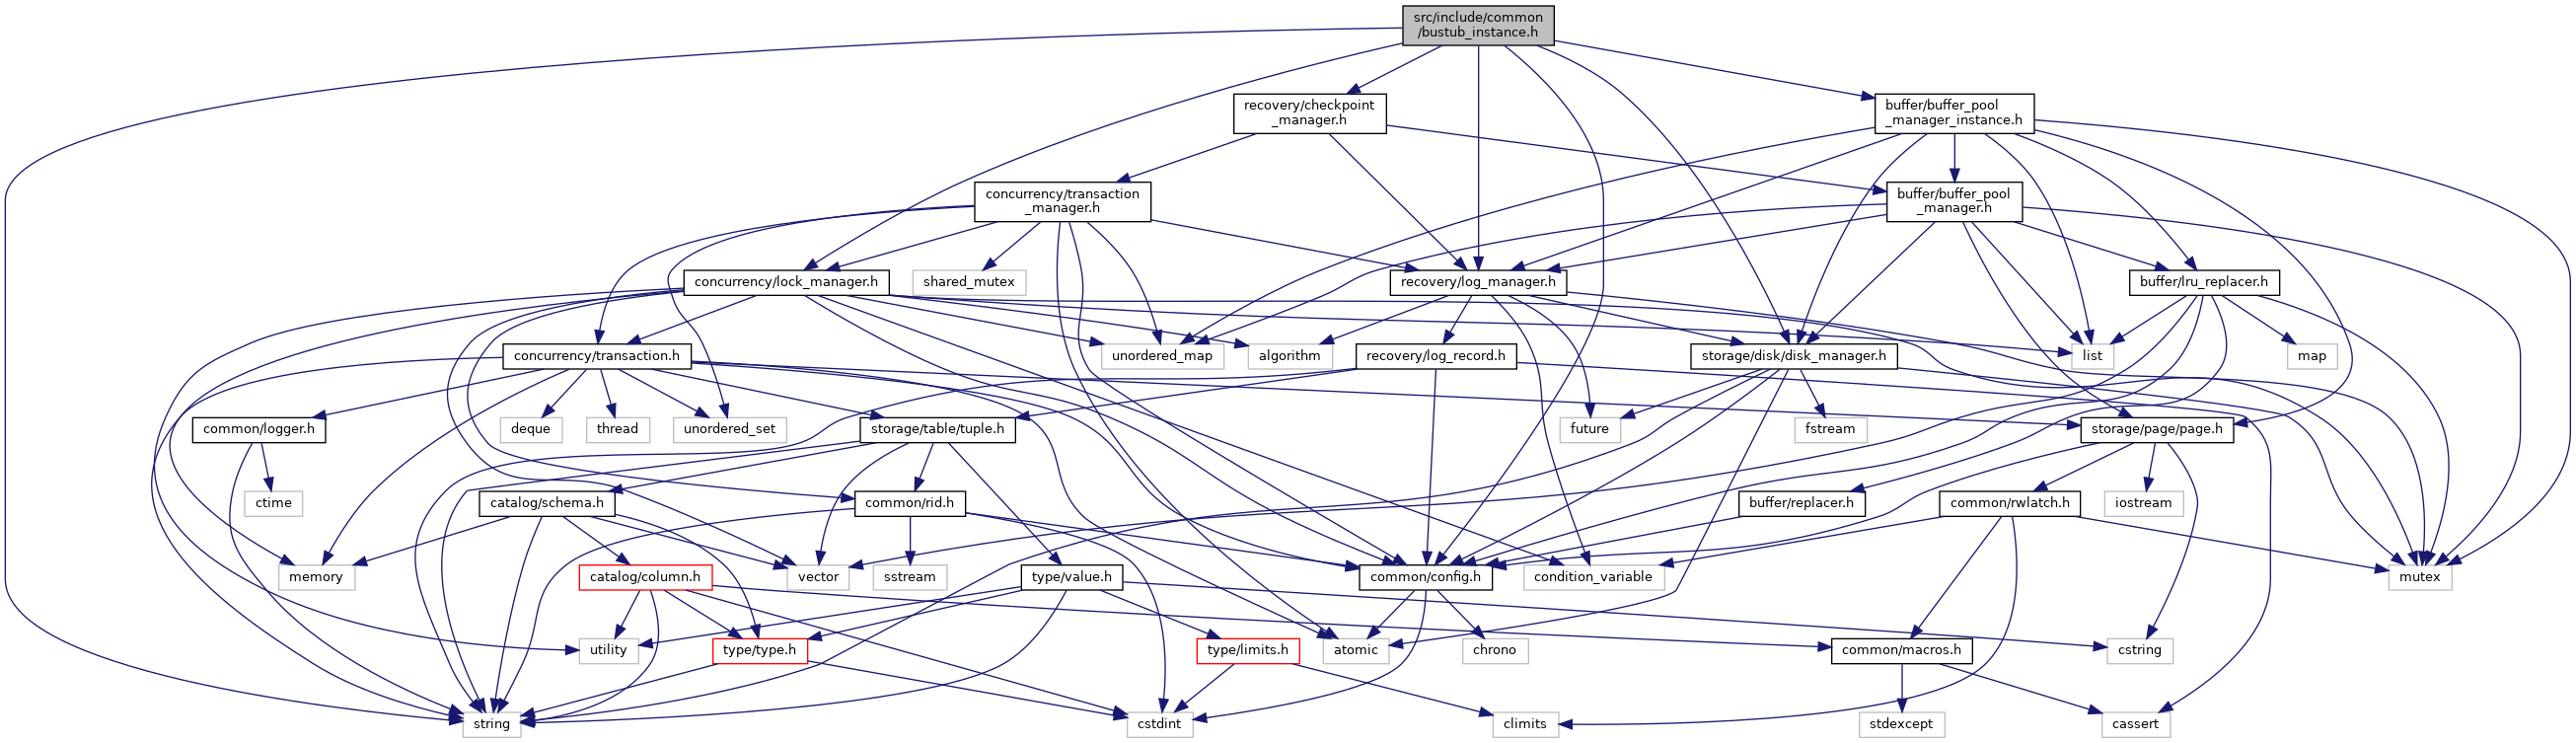 src/include/common
/bustub_instance.h
recovery/checkpoint
_manager.h
buffer/buffer_pool
_manager_instance.h
concurrency/transaction
_manager.h
buffer/buffer_pool
_manager.h
concurrency/lock_manager.h
shared_mutex
recovery/log_manager.h
buffer/lru_replacer.h
concurrency/transaction.h
unordered_map
algorithm
recovery/log_record.h
storage/disk/disk_manager.h
list
map
common/logger.h
deque
thread
unordered_set
storage/table/tuple.h
future
fstream
storage/page/page.h
ctime
catalog/schema.h
common/rid.h
buffer/replacer.h
common/rwlatch.h
iostream
memory
catalog/column.h
vector
sstream
type/value.h
common/config.h
condition_variable
mutex
utility
type/type.h
type/limits.h
atomic
chrono
common/macros.h
cstring
string
cstdint
climits
stdexcept
cassert